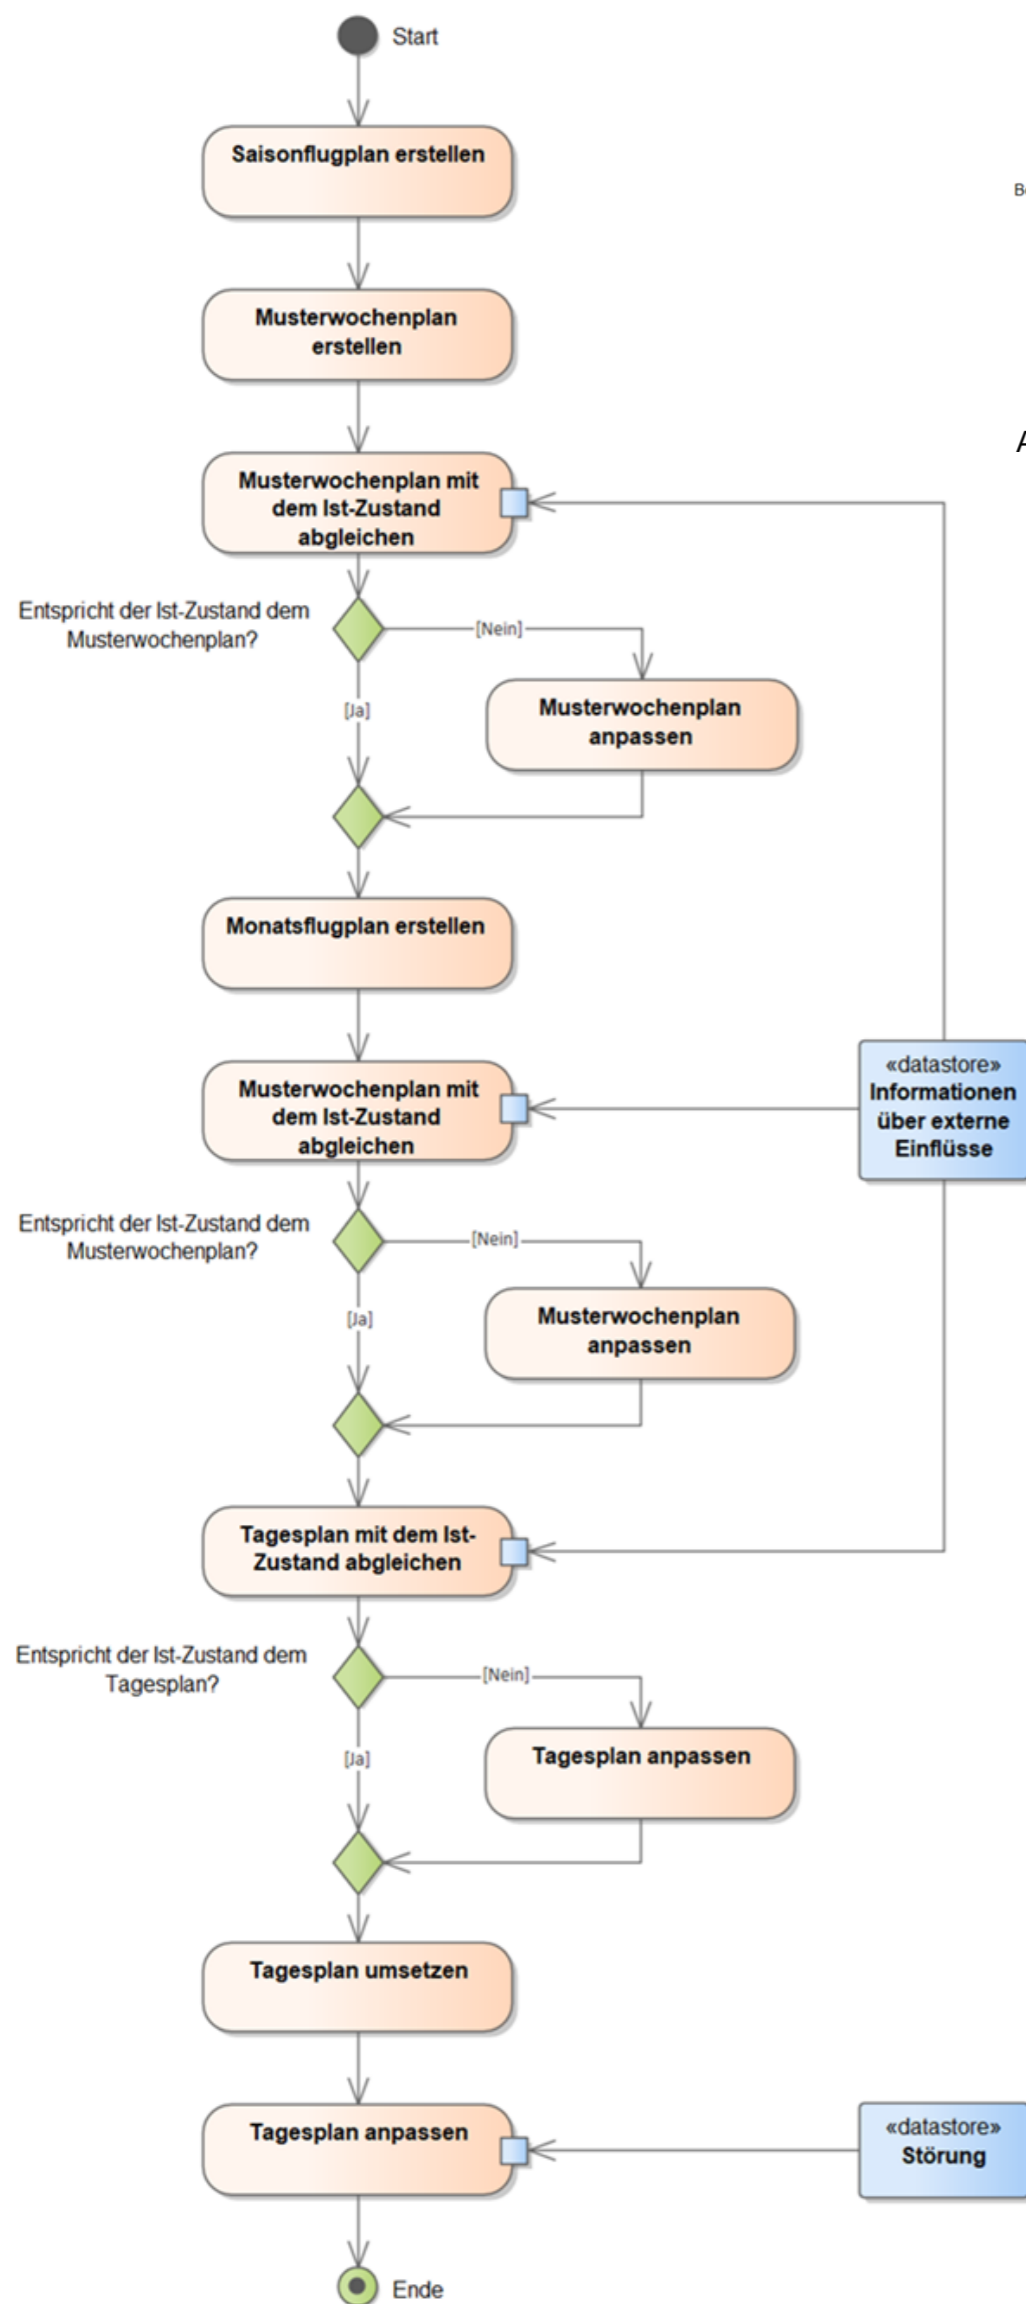 Start
Saisonflugplan erstellen
Musterwochenplan
erstellen
Musterwochenplan mit
dem Ist-Zustand
abgleichen
Entspricht der Ist-Zustand dem
Musterwochenplan?
[Nein]
[Ja]
Musterwochenplan
anpassen
Monatsflugplan erstellen
Musterwochenplan mit
dem Ist-Zustand
abgleichen
«datastore»
Informationen
über externe
Einflüsse
Entspricht der Ist-Zustand dem
Musterwochenplan?
[Nein]
[Ja]
Musterwochenplan
anpassen
Tagesplan mit dem Ist-
Zustand abgleichen
Entspricht der Ist-Zustand dem
Tagesplan?
[Nein]
[Ja]
Tagesplan anpassen
Tagesplan umsetzen
Tagesplan anpassen
«datastore»
Störung
Ende